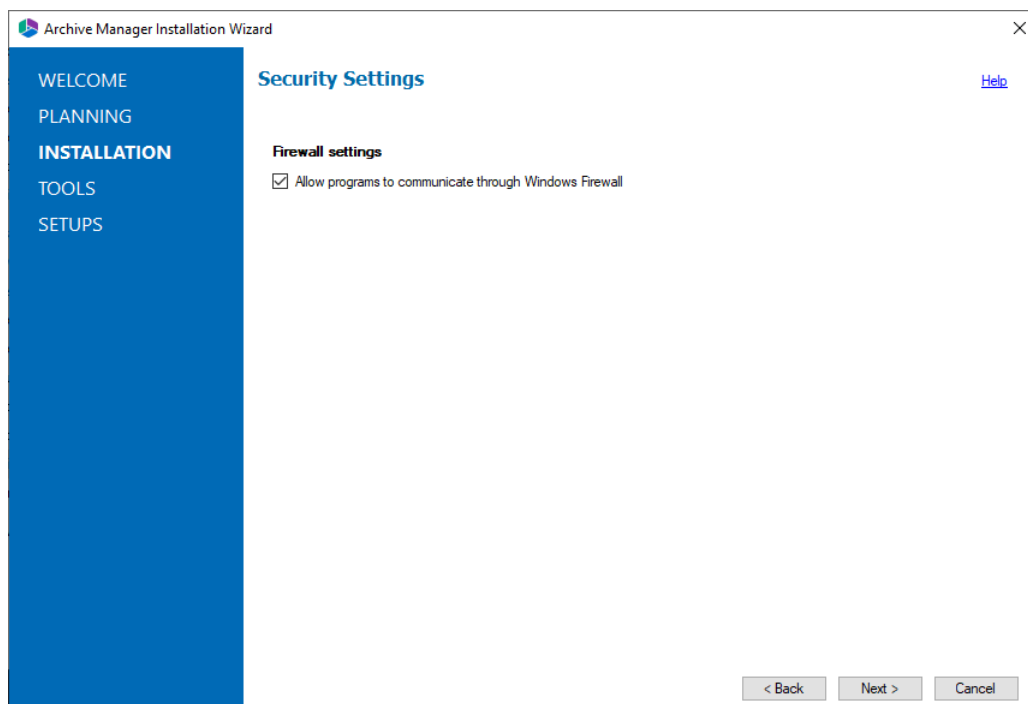 Archive Manager Installation Wizard
WELCOME
PLANNING
INSTALLATION
TOOLS
SETUPS
Security Settings
Help
Firewall settings
Allow programs to communicate through Windows Firewall
< Back
Next >
Cancel